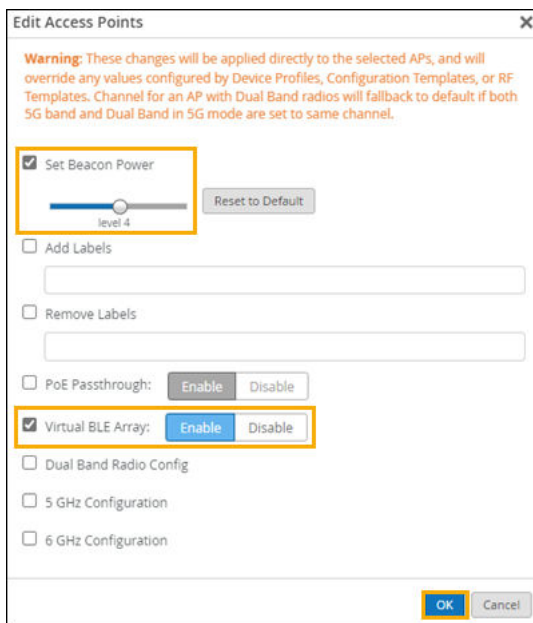 Edit Access Points
Warning: These changes will be applied directly to the selected APs, and will
override any values configured by Device Profiles, Configuration Templates, or RF
Templates. Channel for an AP with Dual Band radios will fallback to default if both
5G band and Dual Band in 5G mode are set to same channel.
Set Beacon Power
Reset to Default
level 4
Add Labels
Remove Labels
PoE Passthrough: Enable Disable
Virtual BLE Array: Enable Disable
Dual Band Radio Config
5 GHz Configuration
6 GHz Configuration
OK Cancel